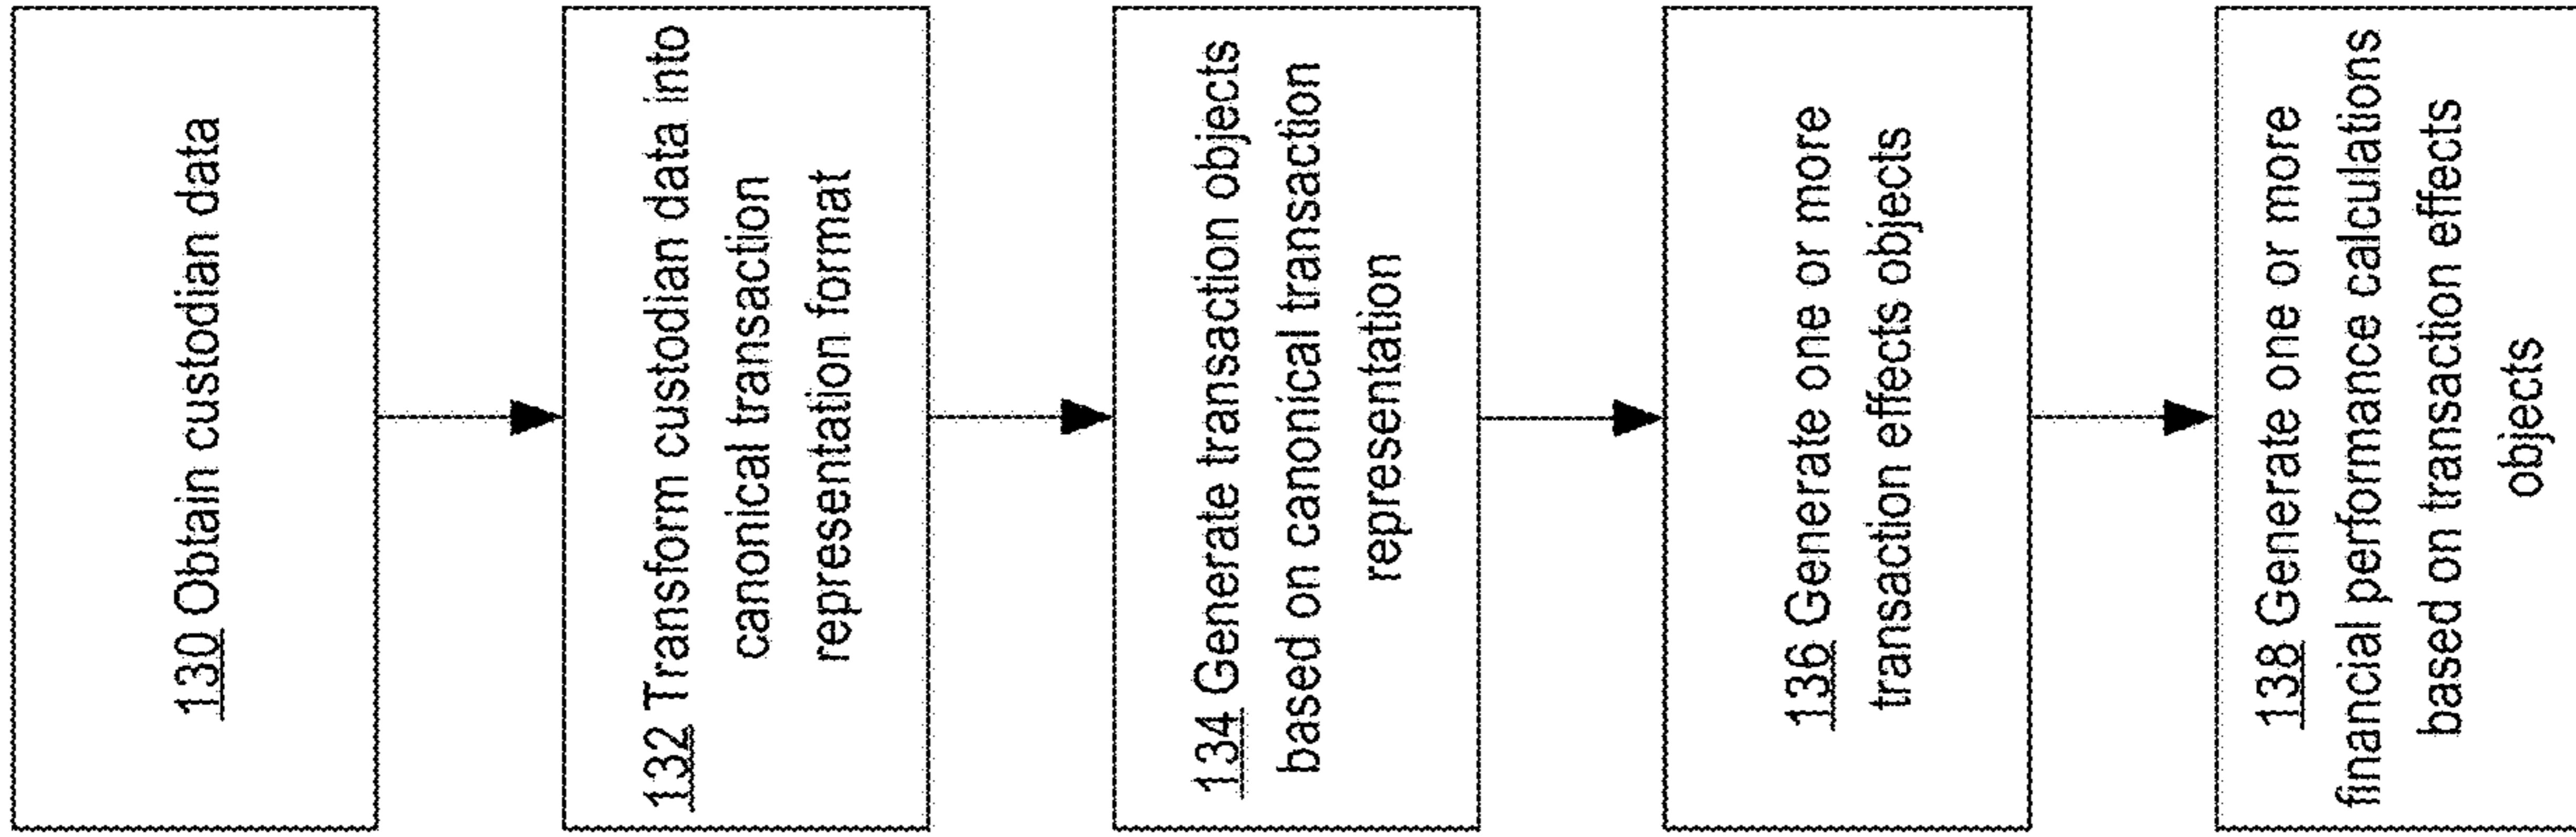 130 Obtain custodian data
132 Transform custodian data into
canonical transaction
representation format
134 Generate transaction objects
based on canonical transaction
representation
136 Generate one or more
transaction effects objects
138 Generate one or more
financial performance calculations
based on transaction effects
objects